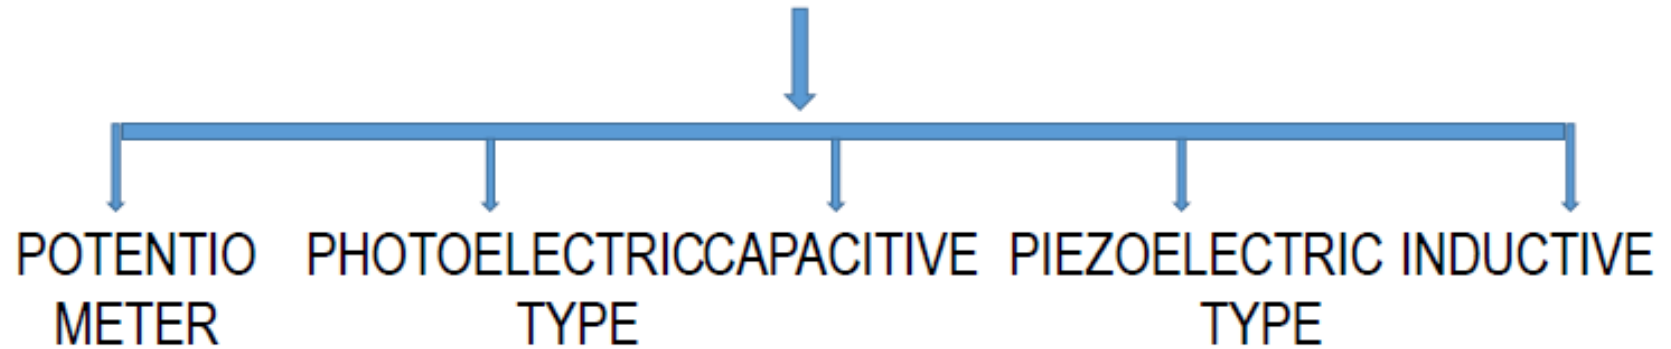 POTENTIO PHOTOELECTRICCAPACITIVE PIEZOELECTRIC INDUCTIVE
METER TYPE TYPE